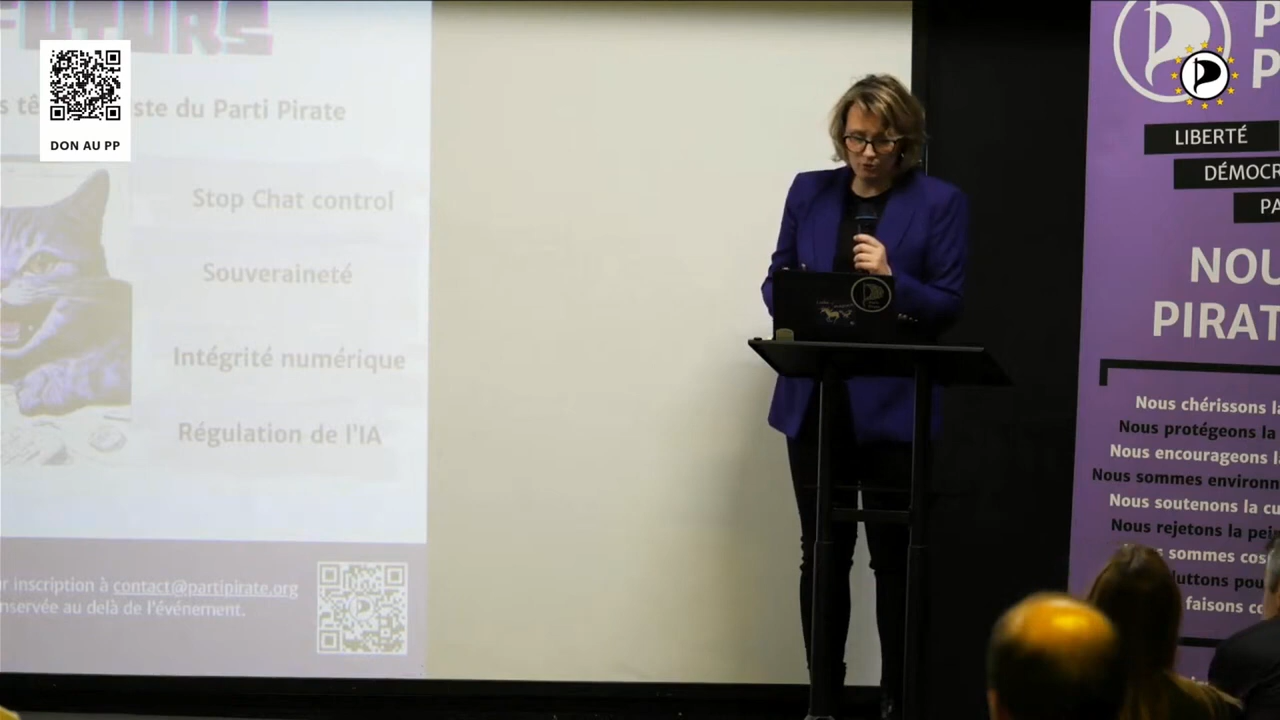 FUTURS
DON AU PP
s tê
ste du Parti Pirate
Stop Chat control
Souveraineté
Intégrité numérique
Régulation de l'IA
r inscription à contact@partipirate.org
nservée au delà de l'événement.
P
P
LIBERTÉ
DÉMOCR
PA
NOU
PIRAT
Nous chérissons l
Nous protégeons la
Nous encourageons l
Nous sommes environn
Nous soutenons la cu
Nous rejetons la pei
s sommes cos
luttons pou
faisons co